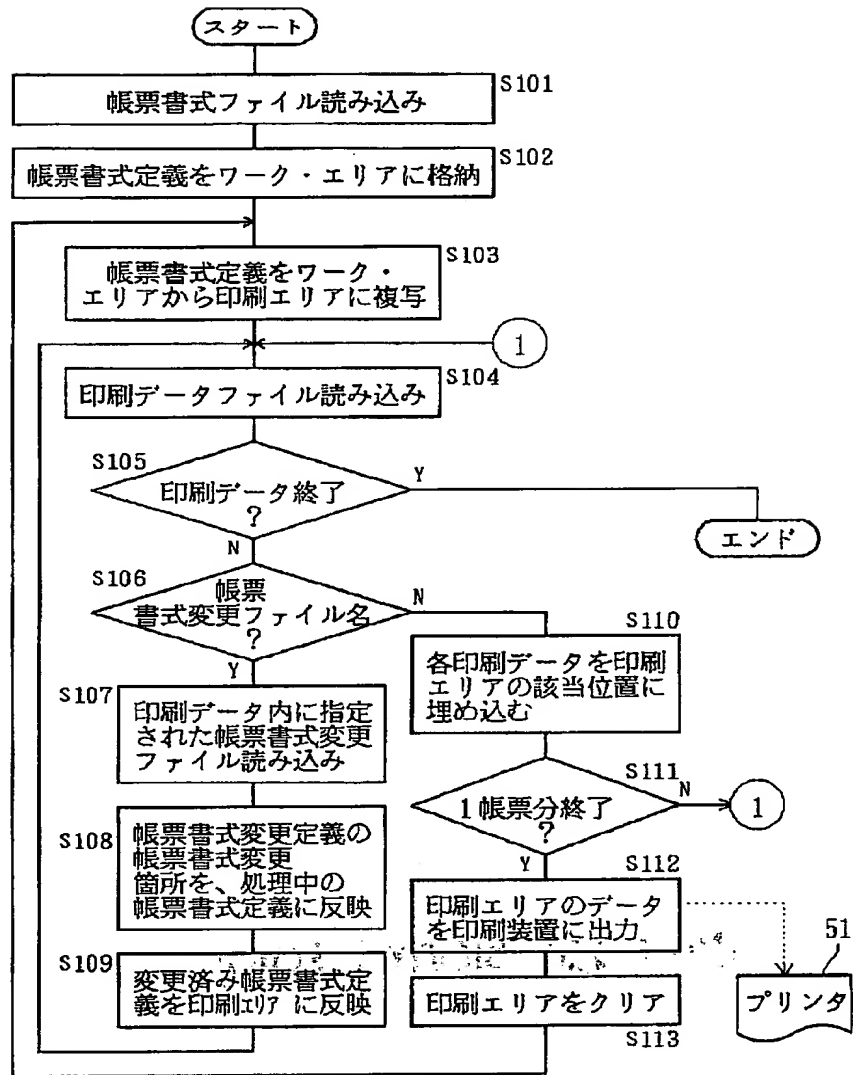 スタート
S101
帳票書式ファイル読み込み
S102
帳票書式定義をワーク・エリアに格納
S103
帳票書式定義をワーク・
エリアから印刷エリアに複写
1
S104
印刷データファイル読み込み
S105
印刷データ終了
?
Y
N
エンド
S106
帳票
書式変更ファイル名
?
N
Y
S107
印刷データ内に指定
された帳票書式変更
ファイル読み込み
S108
帳票書式変更定義の
帳票書式変更
箇所を、処理中の
帳票書式定義に反映
S109
変更済み帳票書式定
義を印刷エリアに反映
S110
各印刷データを印刷
エリアの該当位置に
埋め込む
S111
1帳票分終了
?
N
1
Y
S112
印刷エリアのデータ
を印刷装置に出力
51
プリンタ
印刷エリアをクリア
S113